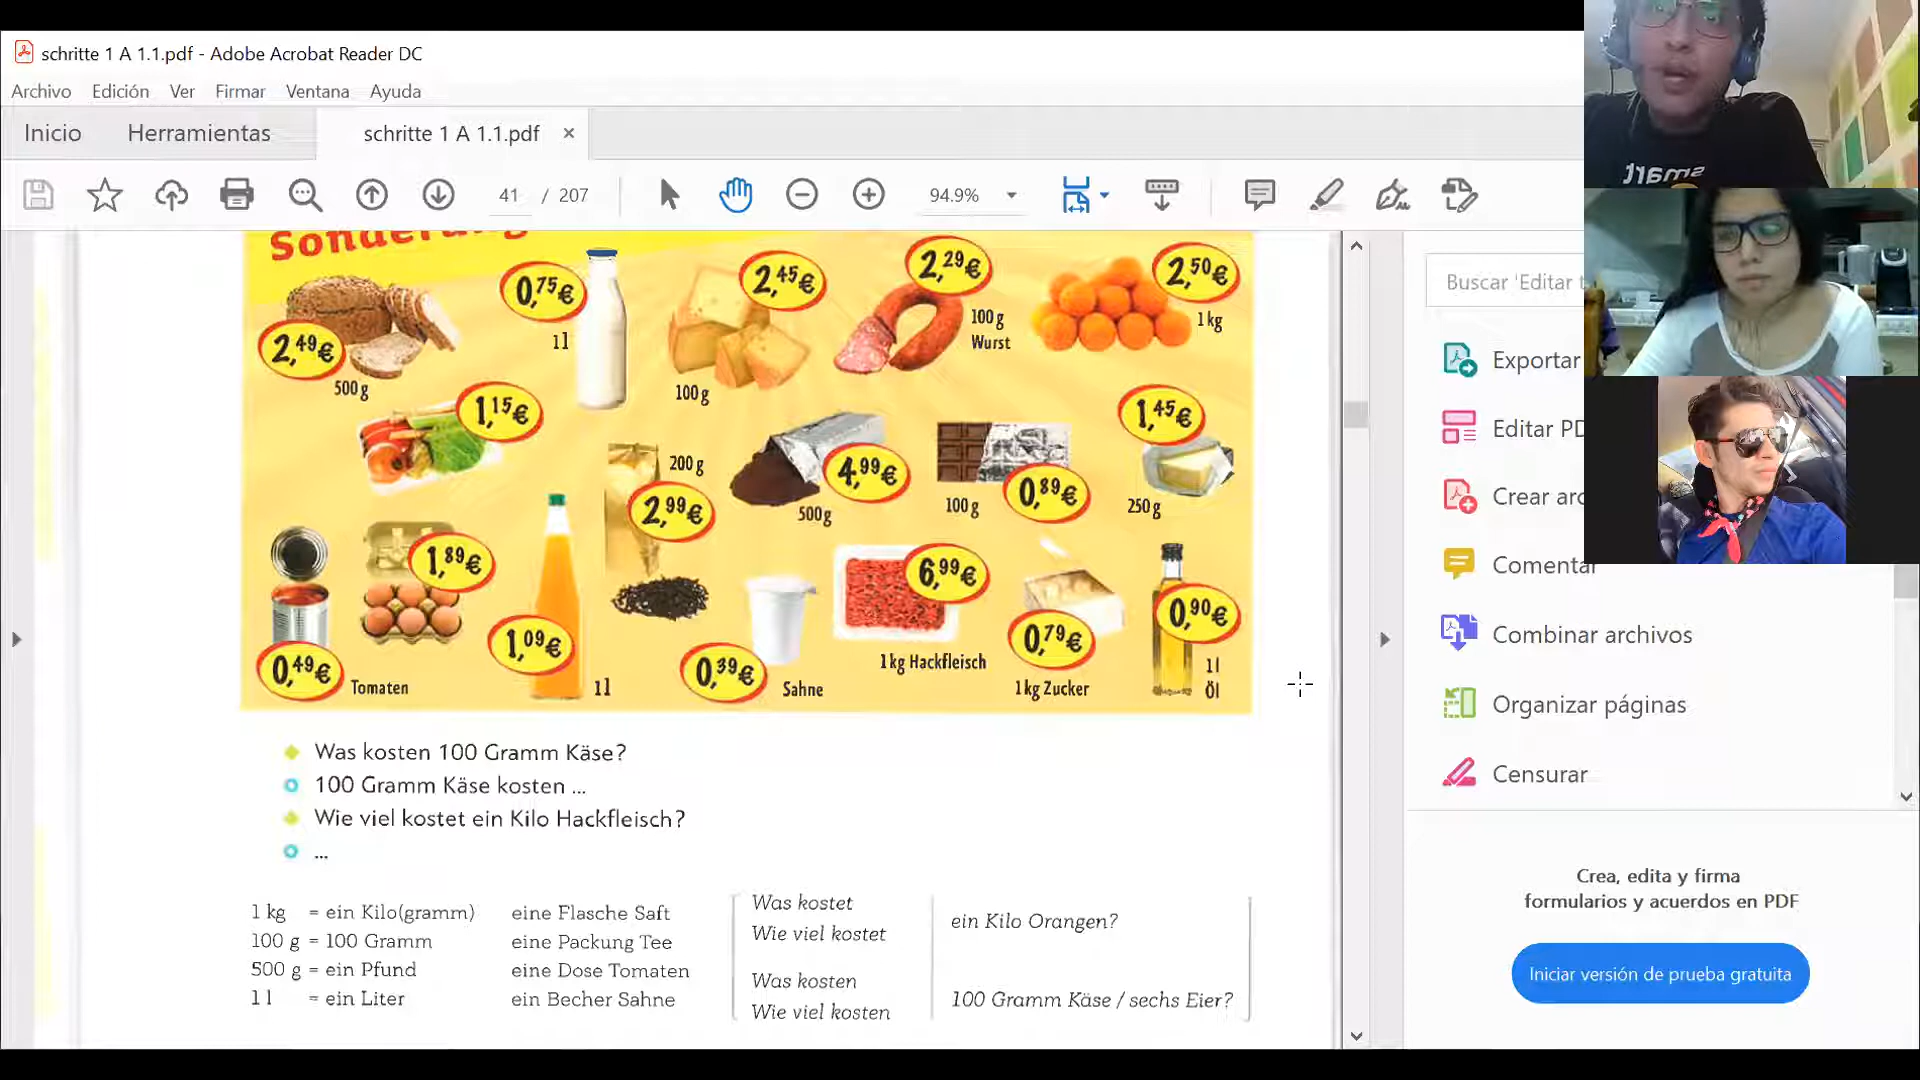 schritte 1 A 1.1.pdf - Adobe Acrobat Reader DC
Archivo Edición Ver Firmar Ventana Ayuda
Inicio Herramientas schritte 1 A 1.1.pdf ×
41 / 207 94.9%
2,49€
500 g
0,75€
1 l
2,45€
100 g
2,29€
100 g
Wurst
2,50€
1 kg
1,15€
200 g
2,99€
4,99€
500 g
100 g
0,89€
1,45€
250 g
0,49€
Tomaten
1,89€
1,09€
1 l
0,39€
Sahne
6,99€
1 kg Hackfleisch
0,79€
1 kg Zucker
0,90€
1 l
Öl
Was kosten 100 Gramm Käse?
100 Gramm Käse kosten ...
Wie viel kostet ein Kilo Hackfleisch?
...
1 kg = ein Kilo(gramm)
100 g = 100 Gramm
500 g = ein Pfund
1 l = ein Liter
eine Flasche Saft
eine Packung Tee
eine Dose Tomaten
ein Becher Sahne
Was kostet
Wie viel kostet
ein Kilo Orangen?
Was kosten
Wie viel kosten
100 Gramm Käse / sechs Eier?
Buscar 'Editar
Exportar
Editar
Crear
Combinar archivos
Organizar páginas
Censurar
Crea, edita y firma
formularios y acuerdos en PDF
Iniciar versión de prueba gratuita
smart